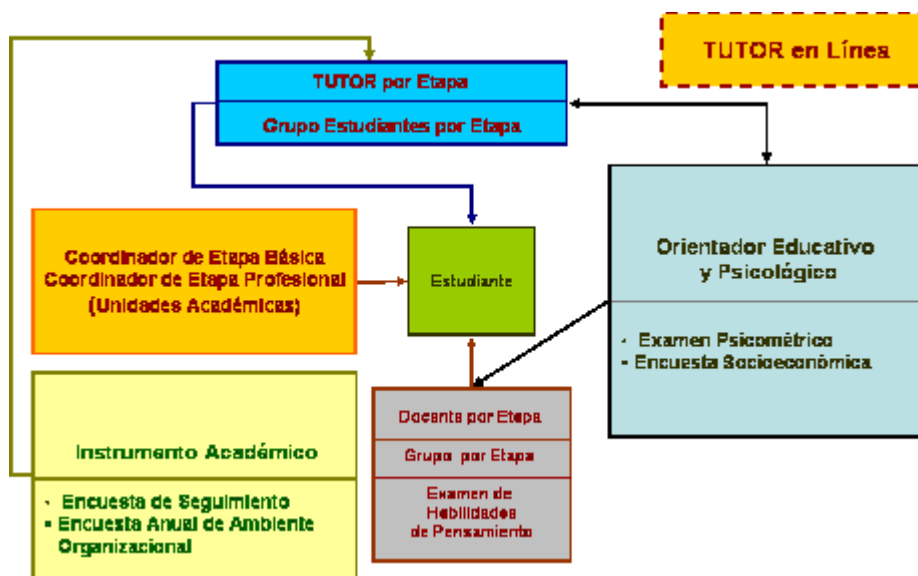 TUTOR en Línea
TUTOR por Etapa
Grupo Estudiantes por Etapa
Coordinador de Etapa Básica
Coordinador de Etapa Profesional
(Unidades Académicas)
Estudiante
Orientador Educativo
y Psicológico
- Examen Psicométrico
- Encuesta Socioeconómica
Instrumento Académico
- Encuesta de Seguimiento
- Encuesta Anual de Ambiente
Organizacional
Docente por Etapa
Grupo por Etapa
Examen de
Habilidades
de Pensamiento